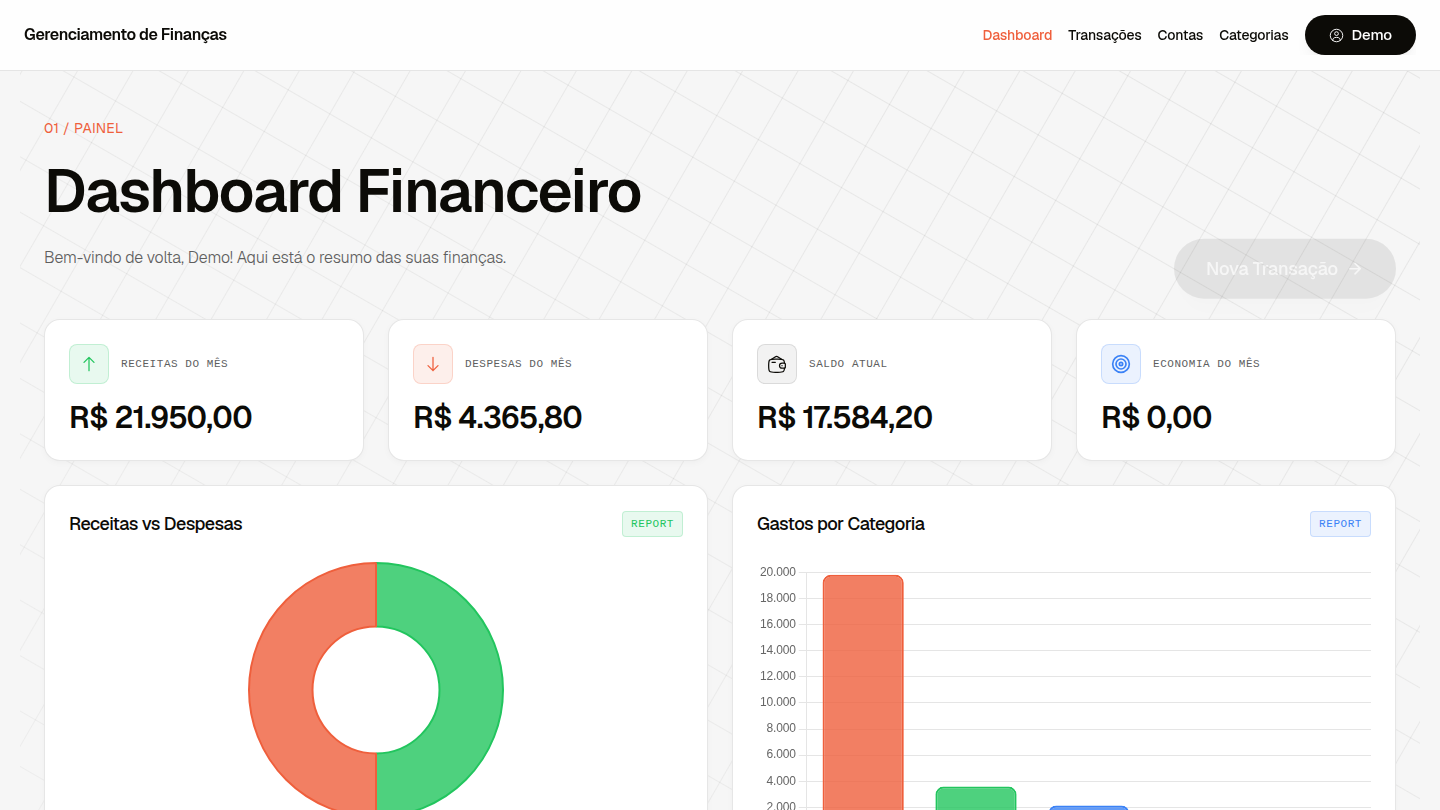 Gerenciamento de Finanças
Dashboard Transações Contas Categorias Demo
01 / PAINEL
Dashboard Financeiro
Bem-vindo de volta, Demo! Aqui está o resumo das suas finanças.
Nova Transação →
RECEITAS DO MÊS
R$ 21.950,00
DESPESAS DO MÊS
R$ 4.365,80
SALDO ATUAL
R$ 17.584,20
ECONOMIA DO MÊS
R$ 0,00
Receitas vs Despesas
REPORT
Gastos por Categoria
REPORT
20.000
18.000
16.000
14.000
12.000
10.000
8.000
6.000
4.000
2.000